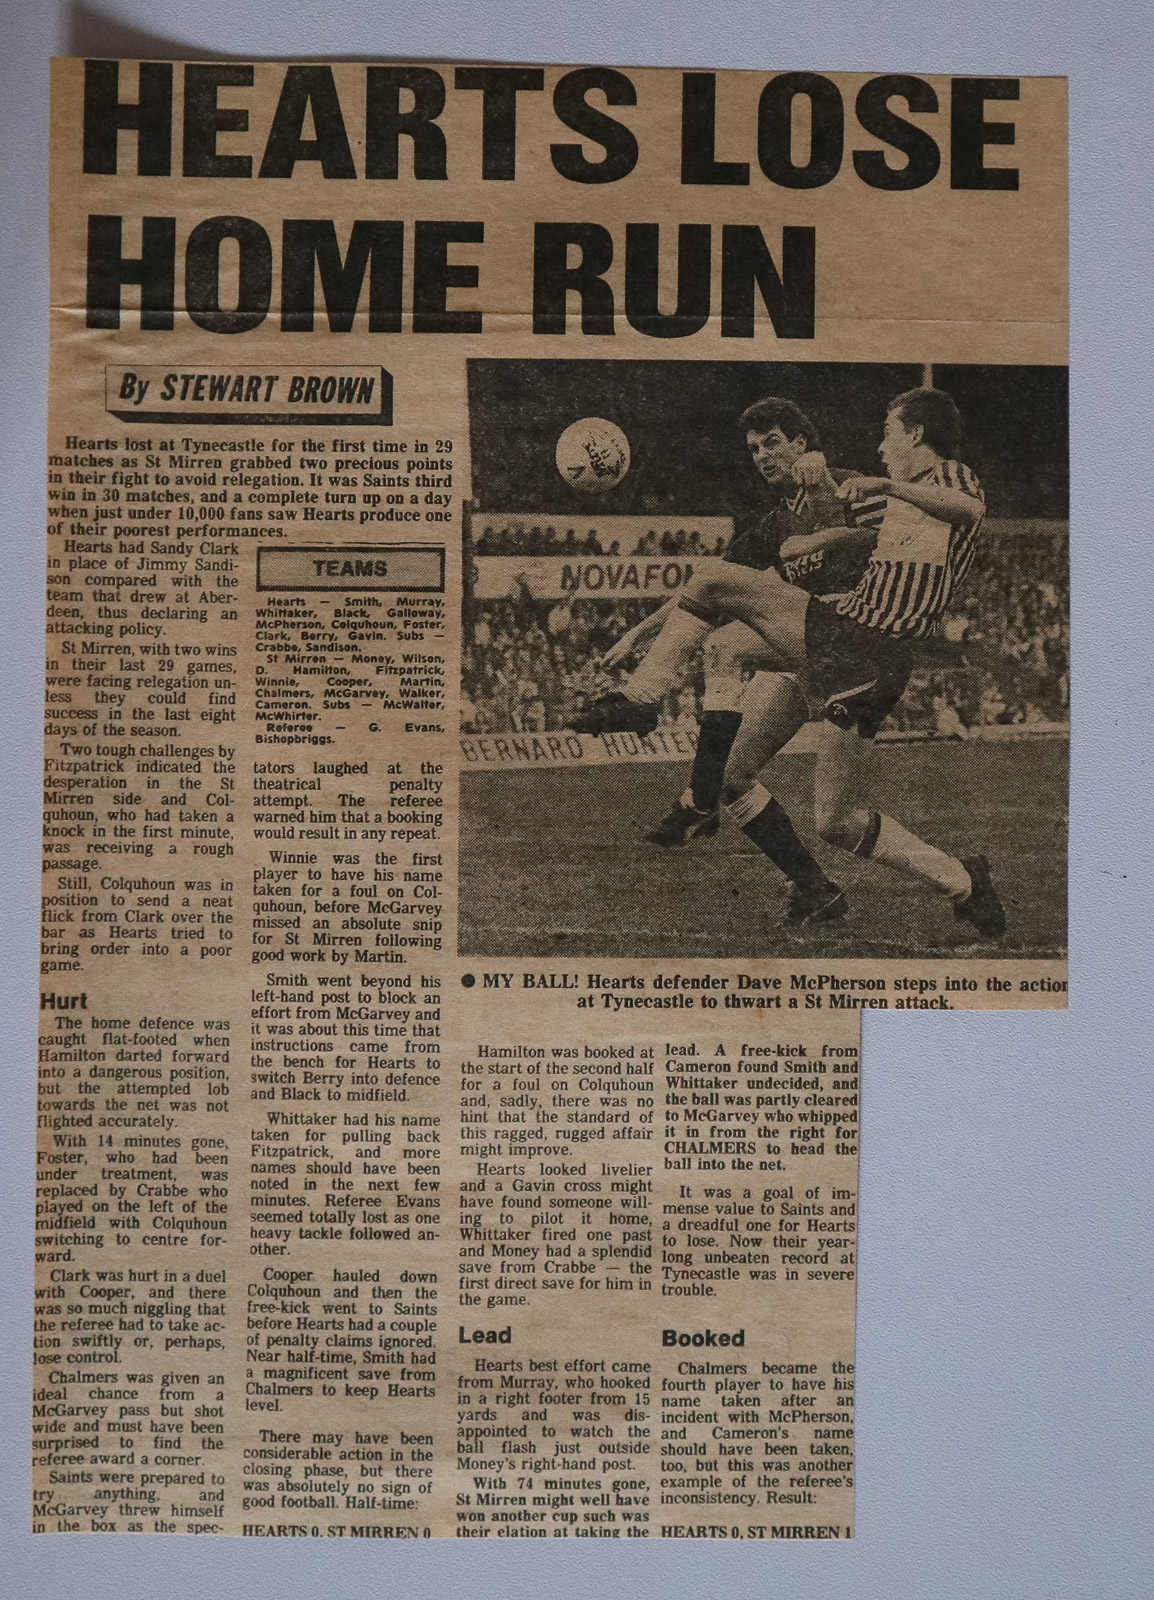 HEARTS LOSE
HOME RUN
By STEWART BROWN
Hearts lost at Tynecastle for the first time in 29
matches as St Mirren grabbed two precious points
in their fight to avoid relegation. It was Saints third
win in 30 matches, and a complete turn up on a day
when just under 10,000 fans saw Hearts produce one
of their poorest performances.
Hearts had Sandy Clark
in place of Jimmy Sandi-
son compared with the
team that drew at Aber-
deen, thus declaring an
attacking policy.
St Mirren, with two wins
in their last 29 games,
were facing relegation un-
less they could find
success in the last eight
days of the season.
Two tough challenges by
Fitzpatrick indicated the
desperation in the St
Mirren side and Col-
quhoun, who had taken a
knock in the first minute,
was receiving a rough
passage.
Still, Colquhoun was in
position to send a neat
flick from Clark over the
bar as Hearts tried to
bring order into a poor
game.
Hurt
The home defence was
caught flat-footed when
Hamilton darted forward
into a dangerous position,
but the attempted lob
towards the net was not
flighted accurately.
With 14 minutes gone,
Foster, who had been
under treatment, was
replaced by Crabbe who
played on the left of the
midfield with Colquhoun
switching to centre for-
ward.
Clark was hurt in a duel
with Cooper, and there
was so much niggling that
the referee had to take ac-
tion swiftly or, perhaps,
lose control.
Chalmers was given an
ideal chance from a
McGarvey pass but shot
wide and must have been
surprised to find the
referee award a corner.
Saints were prepared to
try anything, and
McGarvey threw himself
in the box as the spec-
TEAMS
Hearts — Smith, Murray,
Whittaker, Black, Galloway,
McPherson, Colquhoun, Foster,
Clark, Berry, Gavin. Subs —
Crabbe, Sandison.
St Mirren — Money, Wilson,
D. Hamilton, Fitzpatrick,
Winnie, Cooper, Martin,
Chalmers, McGarvey, Walker,
Cameron. Subs — McWalter,
McWhirter.
Referee — G. Evans,
Bishopbriggs.
tators laughed at the
theatrical penalty
attempt. The referee
warned him that a booking
would result in any repeat.
Winnie was the first
player to have his name
taken for a foul on Col-
quhoun, before McGarvey
missed an absolute snip
for St Mirren following
good work by Martin.
Smith went beyond his
left-hand post to block an
effort from McGarvey and
it was about this time that
instructions came from
the bench for Hearts to
switch Berry into defence
and Black to midfield.
Whittaker had his name
taken for pulling back
Fitzpatrick, and more
names should have been
noted in the next few
minutes. Referee Evans
seemed totally lost as one
heavy tackle followed an-
other.
Cooper hauled down
Colquhoun and then the
free-kick went to Saints
before Hearts had a couple
of penalty claims ignored.
Near half-time, Smith had
a magnificent save from
Chalmers to keep Hearts
level.
There may have been
considerable action in the
closing phase, but there
was absolutely no sign of
good football. Half-time:
HEARTS 0, ST MIRREN 0
NOVAFO
BERNARD HUNTER
● MY BALL! Hearts defender Dave McPherson steps into the action
at Tynecastle to thwart a St Mirren attack.
Hamilton was booked at
the start of the second half
for a foul on Colquhoun
and, sadly, there was no
hint that the standard of
this ragged, rugged affair
might improve.
Hearts looked livelier
and a Gavin cross might
have found someone will-
ing to pilot it home,
Whittaker fired one past
and Money had a splendid
save from Crabbe — the
first direct save for him in
the game.
Lead
Hearts best effort came
from Murray, who hooked
in a right footer from 15
yards and was dis-
appointed to watch the
ball flash just outside
Money's right-hand post.
With 74 minutes gone,
St Mirren might well have
won another cup such was
their elation at taking the
lead. A free-kick from
Cameron found Smith and
Whittaker undecided, and
the ball was partly cleared
to McGarvey who whipped
it in from the right for
CHALMERS to head the
ball into the net.
It was a goal of im-
mense value to Saints and
a dreadful one for Hearts
to lose. Now their year-
long unbeaten record at
Tynecastle was in severe
trouble.
Booked
Chalmers became the
fourth player to have his
name taken after an
incident with McPherson,
and Cameron's name
should have been taken,
too, but this was another
example of the referee's
inconsistency. Result:
HEARTS 0, ST MIRREN 1